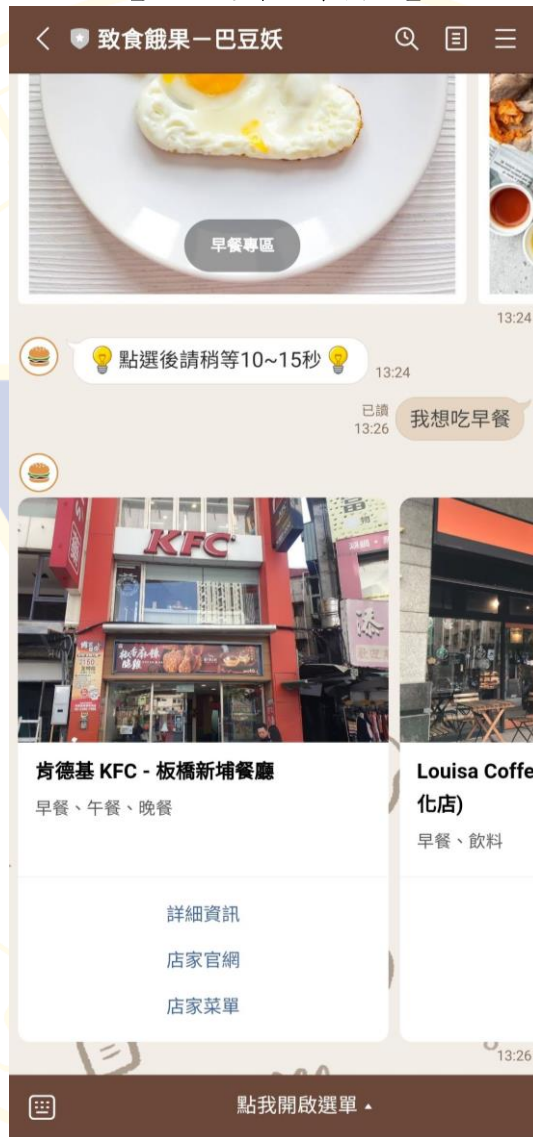 致食餓果－巴豆妖
早餐專區
13:24
💡 點選後請稍等10~15秒 💡
13:24
已讀
13:26
我想吃早餐
KFC
肯德基 KFC - 板橋新埔餐廳
早餐、午餐、晚餐
詳細資訊
店家官網
店家菜單
Louisa Coffe
化店)
早餐、飲料
13:26
點我開啟選單